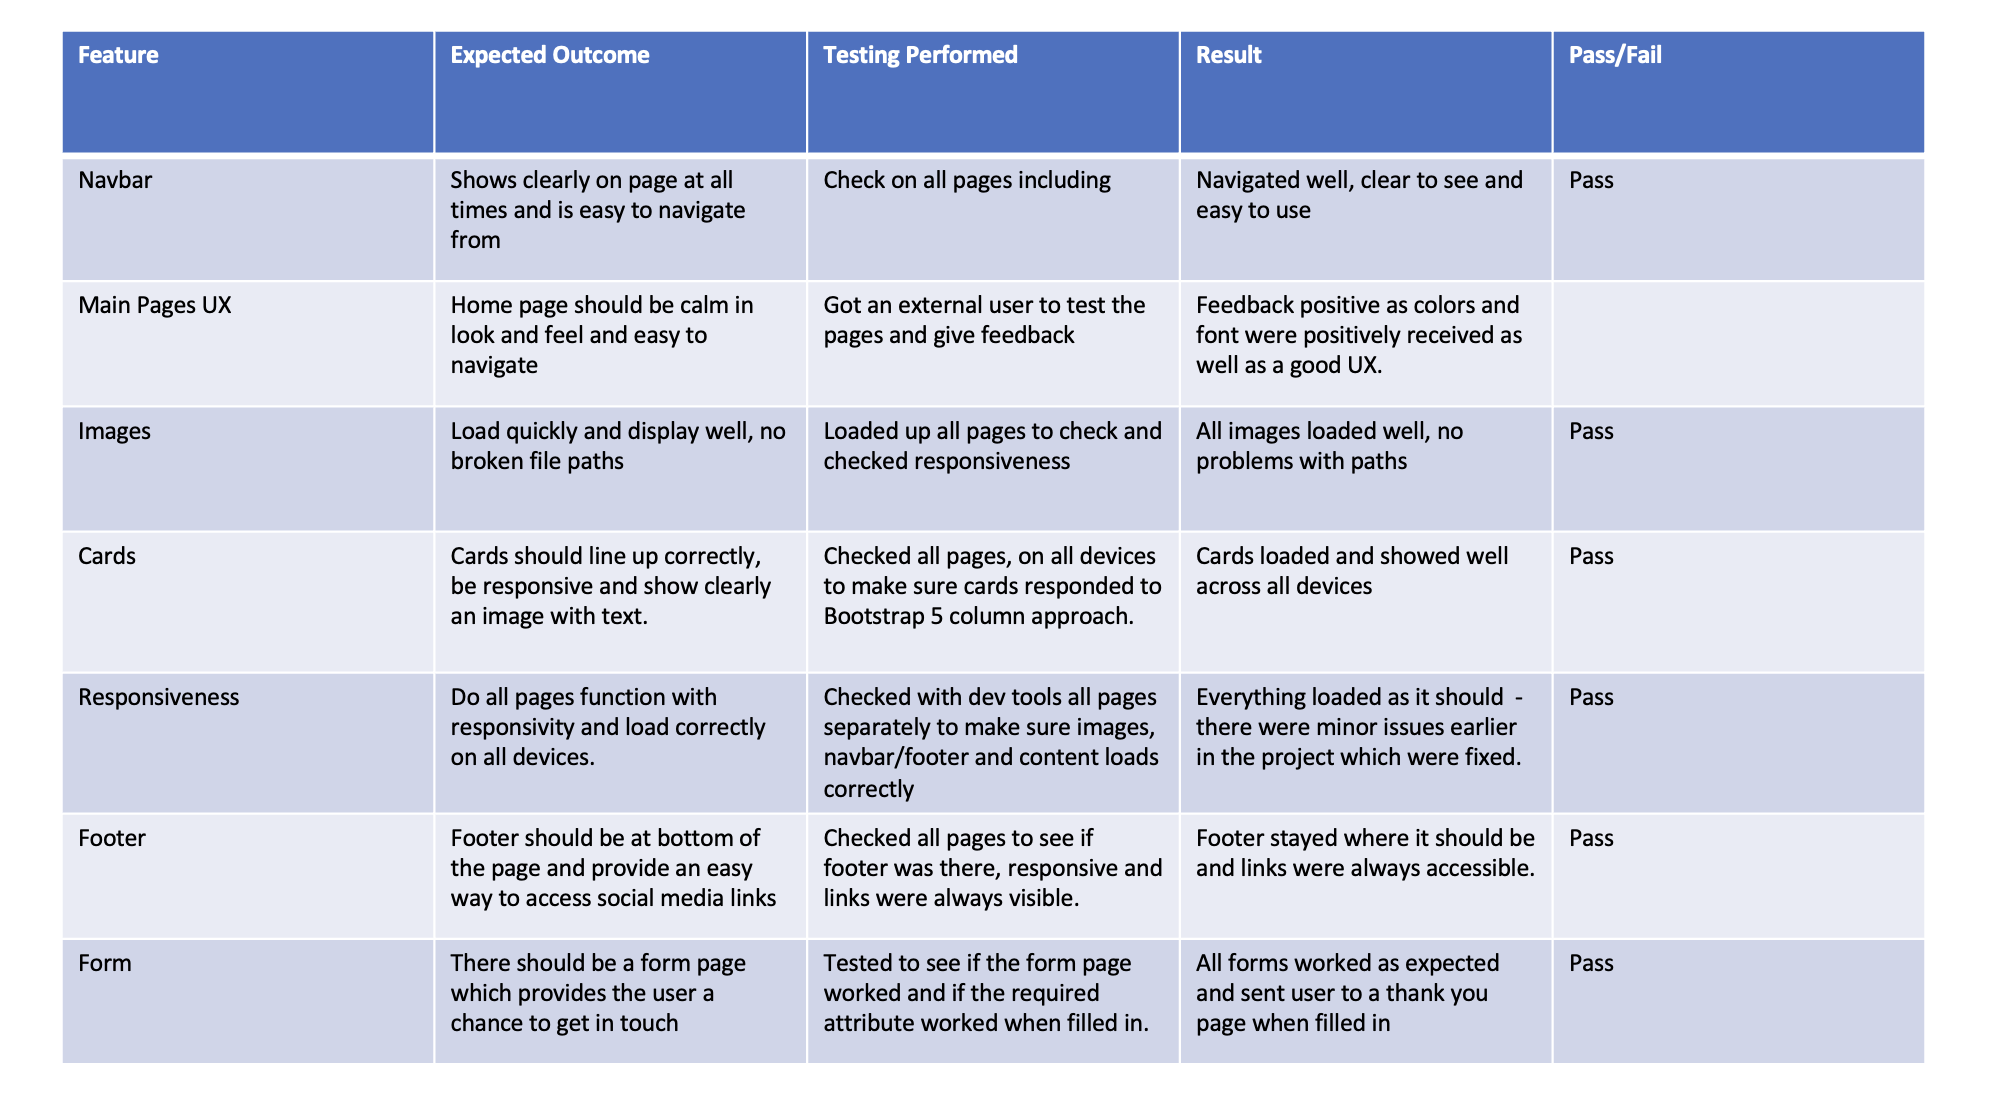 Feature
Expected Outcome
Testing Performed
Result
Pass/Fail
Navbar
Shows clearly on page at all
times and is easy to navigate
from
Check on all pages including
Navigated well, clear to see and
easy to use
Pass
Main Pages UX
Home page should be calm in
look and feel and easy to
navigate
Got an external user to test the
pages and give feedback
Feedback positive as colors and
font were positively received as
well as a good UX.
Images
Load quickly and display well, no
broken file paths
Loaded up all pages to check and
checked responsiveness
All images loaded well, no
problems with paths
Pass
Cards
Cards should line up correctly,
be responsive and show clearly
an image with text.
Checked all pages, on all devices
to make sure cards responded to
Bootstrap 5 column approach.
Cards loaded and showed well
across all devices
Pass
Responsiveness
Do all pages function with
responsivity and load correctly
on all devices.
Checked with dev tools all pages
separately to make sure images,
navbar/footer and content loads
correctly
Everything loaded as it should  -
there were minor issues earlier
in the project which were fixed.
Pass
Footer
Footer should be at bottom of
the page and provide an easy
way to access social media links
Checked all pages to see if
footer was there, responsive and
links were always visible.
Footer stayed where it should be
and links were always accessible.
Pass
Form
There should be a form page
which provides the user a
chance to get in touch
Tested to see if the form page
worked and if the required
attribute worked when filled in.
All forms worked as expected
and sent user to a thank you
page when filled in
Pass